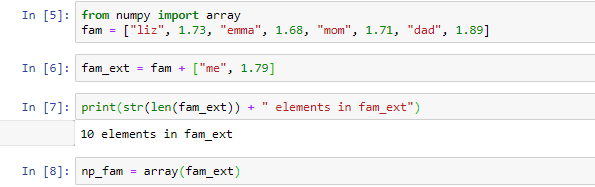 In [5]: from numpy import array
fam = ["liz", 1.73, "emma", 1.68, "mom", 1.71, "dad", 1.89]
In [6]: fam_ext = fam + ["me", 1.79]
In [7]: print(str(len(fam_ext)) + " elements in fam_ext")
10 elements in fam_ext
In [8]: np_fam = array(fam_ext)